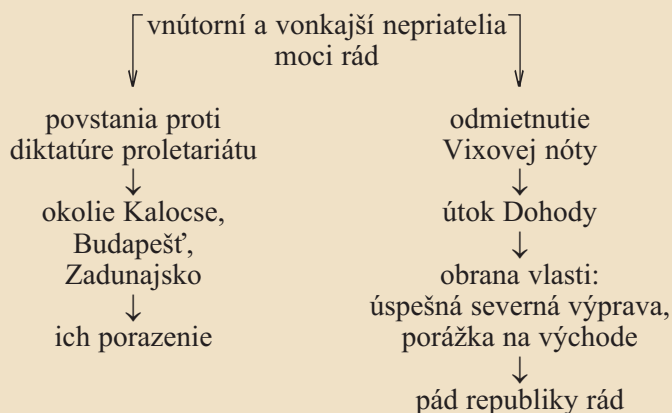 vnútorní a vonkajší nepriatelia
moci rád
povstania proti
diktatúre proletariátu
okolie Kalocse,
Budapešť,
Zadunajsko
ich porazenie
odmietnutie
Vixovej nóty
útok Dohody
obrana vlasti:
úspešná severná výprava,
porážka na východe
pád republiky rád